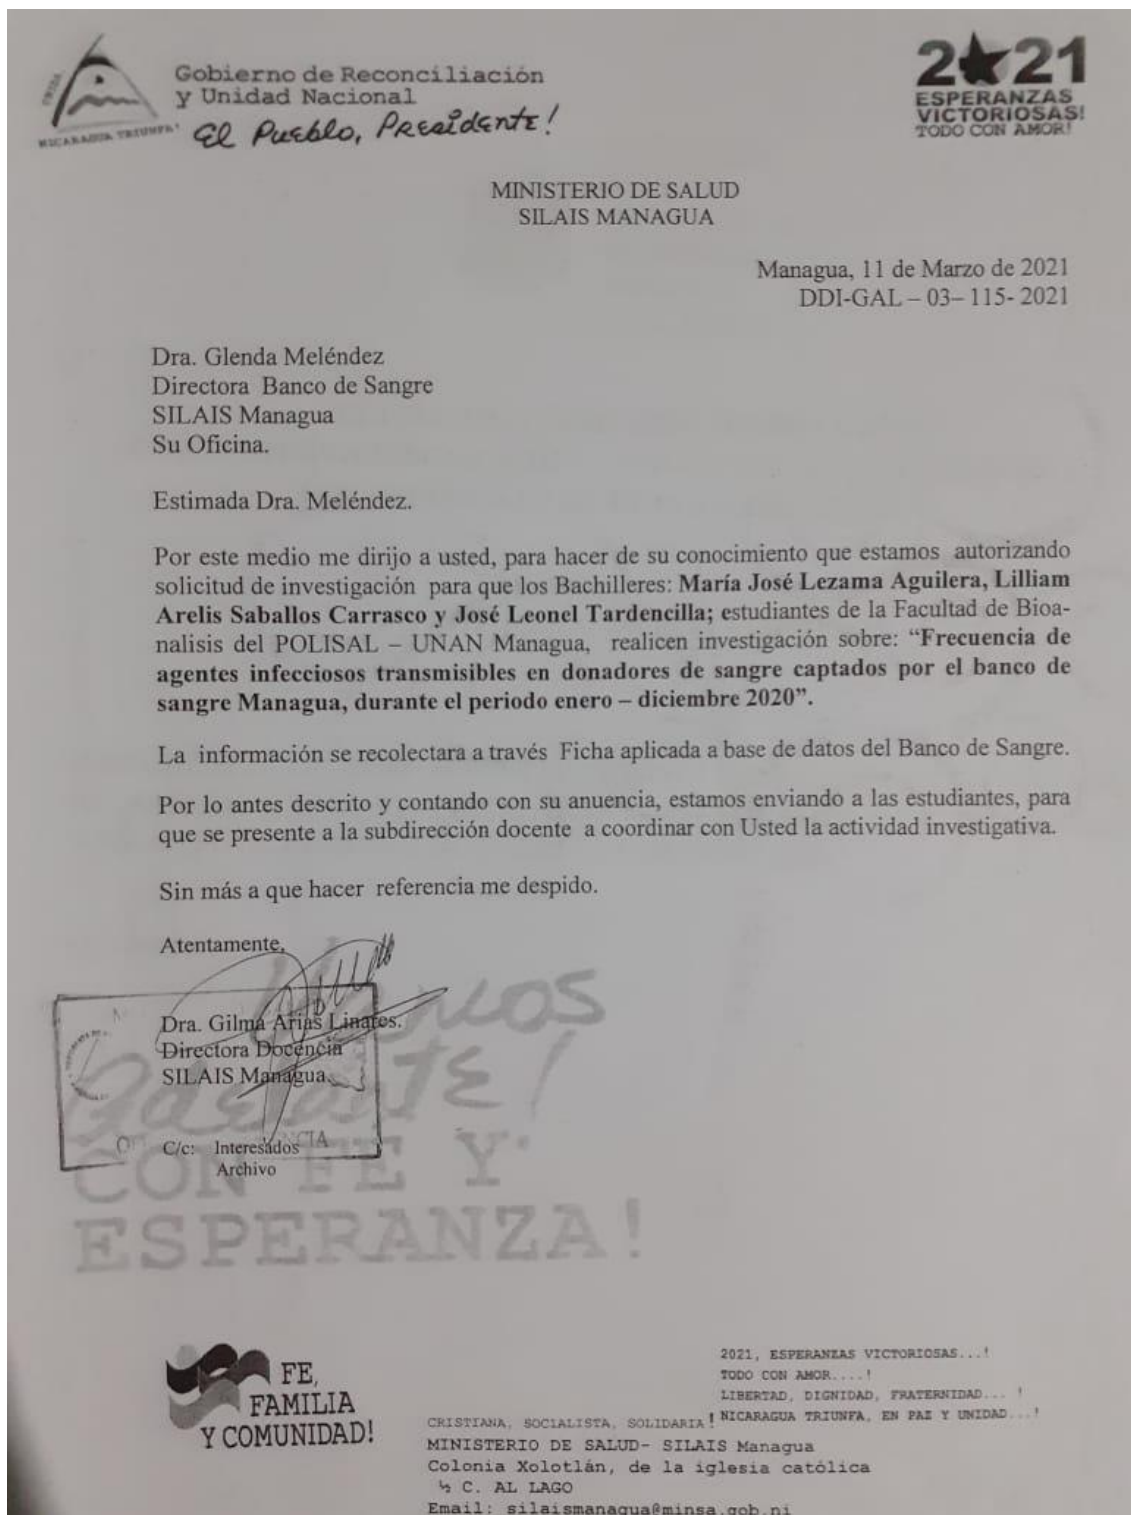 Gobierno de Reconciliación
y Unidad Nacional
El Pueblo, Presidente!
UNIDA
NICARAGUA TRIUNFA!
2021
ESPERANZAS
VICTORIOSAS!
TODO CON AMOR!
MINISTERIO DE SALUD
SILAIS MANAGUA
Managua, 11 de Marzo de 2021
DDI-GAL – 03– 115- 2021
Dra. Glenda Meléndez
Directora Banco de Sangre
SILAIS Managua
Su Oficina.
Estimada Dra. Meléndez.
Por este medio me dirijo a usted, para hacer de su conocimiento que estamos autorizando
solicitud de investigación para que los Bachilleres: María José Lezama Aguilera, Lilliam
Arelis Saballos Carrasco y José Leonel Tardencilla; estudiantes de la Facultad de Bioa-
nalisis del POLISAL – UNAN Managua, realicen investigación sobre: “Frecuencia de
agentes infecciosos transmisibles en donadores de sangre captados por el banco de
sangre Managua, durante el periodo enero – diciembre 2020”.
La información se recolectara a través Ficha aplicada a base de datos del Banco de Sangre.
Por lo antes descrito y contando con su anuencia, estamos enviando a las estudiantes, para
que se presente a la subdirección docente a coordinar con Usted la actividad investigativa.
Sin más a que hacer referencia me despido.
Atentamente,
Dra. Gilma Arias Linares.
Directora Docencia
SILAIS Managua
C/c: Interesados
Archivo
Vamos
Adelante!
CON FE Y
ESPERANZA!
FE,
FAMILIA
Y COMUNIDAD!
2021, ESPERANZAS VICTORIOSAS...!
TODO CON AMOR....!
LIBERTAD, DIGNIDAD, FRATERNIDAD... !
CRISTIANA, SOCIALISTA, SOLIDARIA! NICARAGUA TRIUNFA, EN PAZ Y UNIDAD...!
MINISTERIO DE SALUD- SILAIS Managua
Colonia Xolotlán, de la iglesia católica
½ C. AL LAGO
Email: silaismanagua@minsa.gob.ni